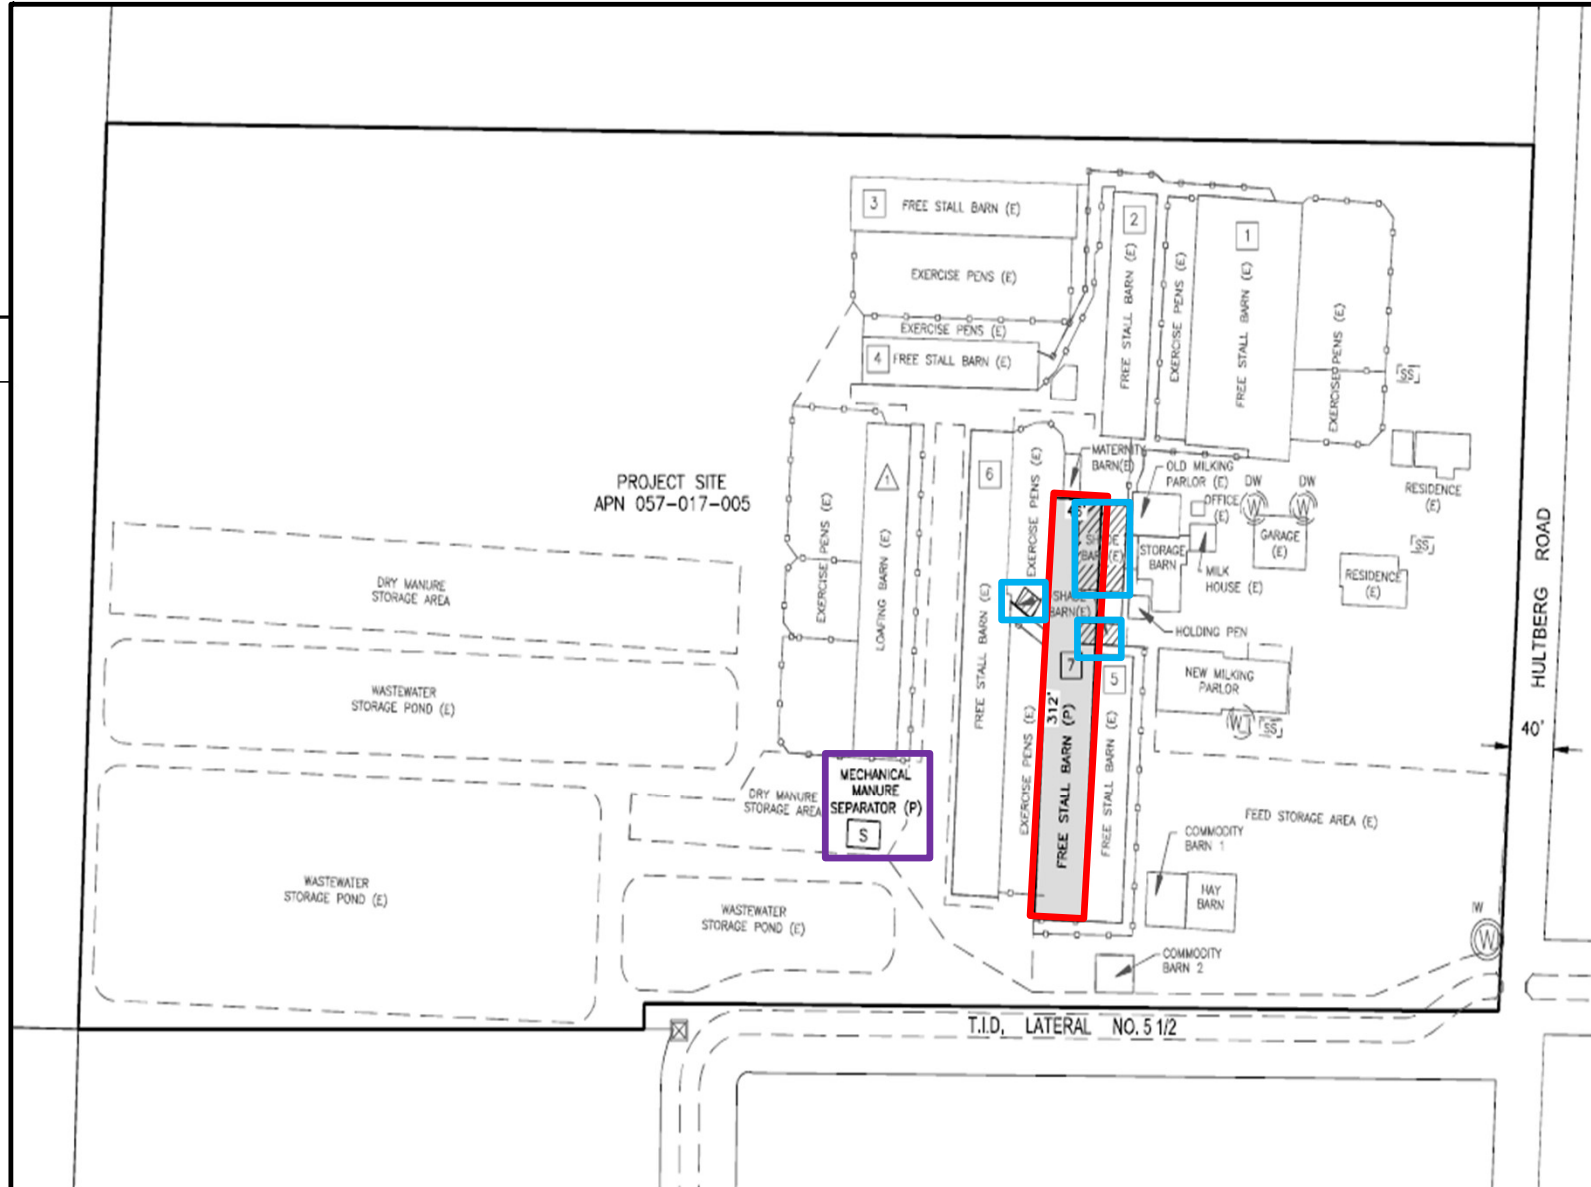 3 FREE STALL BARN (E)
EXERCISE PENS (E)
EXERCISE PENS (E)
4 FREE STALL BARN (E)
2
FREE STALL BARN (E)
EXERCISE PENS (E)
1
FREE STALL BARN (E)
EXERCISE PENS (E)
SS
RESIDENCE
(E)
MATERNITY
BARN(E)
OLD MILKING
PARLOR (E)
DW
DW
W
W
OFFICE
(E)
GARAGE
(E)
SS
STORAGE
BARN
MILK
HOUSE (E)
RESIDENCE
(E)
HULTBERG ROAD
40'
PROJECT SITE
APN 057-017-005
1
LOAFING BARN (E)
EXERCISE PENS (E)
6
FREE STALL BARN (E)
EXERCISE PENS (E)
EXERCISE PENS (E)
BARN(E)
HOLDING PEN
7
312'
FREE STALL BARN (P)
5
FREE STALL BARN (E)
NEW MILKING
PARLOR
W
SS
DRY MANURE
STORAGE AREA
WASTEWATER
STORAGE POND (E)
MECHANICAL
MANURE
SEPARATOR (P)
S
DRY MANURE
STORAGE AREA
FEED STORAGE AREA (E)
COMMODITY
BARN 1
HAY
BARN
WASTEWATER
STORAGE POND (E)
WASTEWATER
STORAGE POND (E)
IW
W
COMMODITY
BARN 2
T.I.D. LATERAL NO. 5 1/2